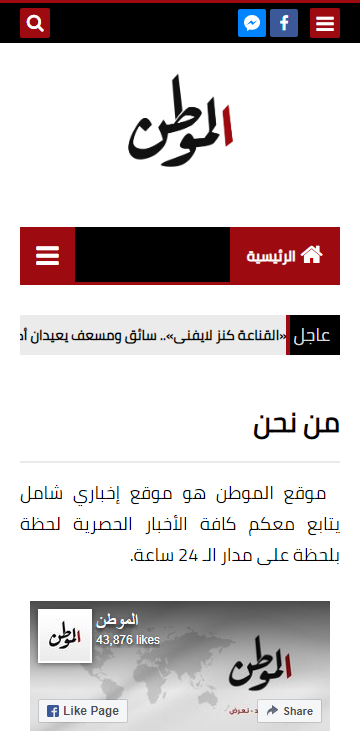 الموطن
الرئيسية
عاجل
«القناعة كنز لايفنى».. سائق ومسعف يعيدان
من نحن
موقع الموطن هو موقع إخباري شامل
يتابع معكم كافة الأخبار الحصرية لحظة
بلحظة على مدار الـ 24 ساعة.
الموطن
الموطن
43,876 likes
الموطن
Like Page
Share